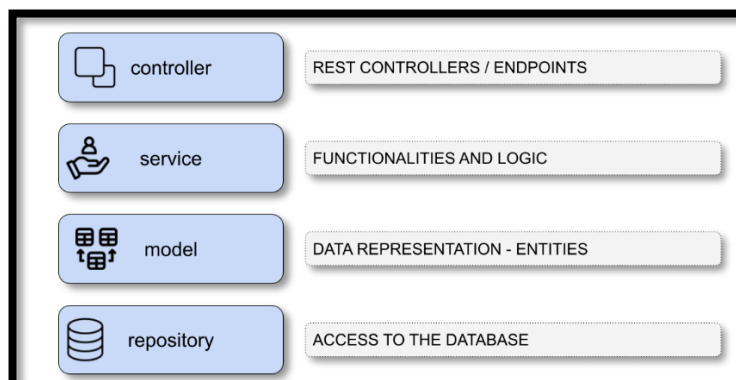 controller
REST CONTROLLERS / ENDPOINTS
service
FUNCTIONALITIES AND LOGIC
model
DATA REPRESENTATION - ENTITIES
repository
ACCESS TO THE DATABASE